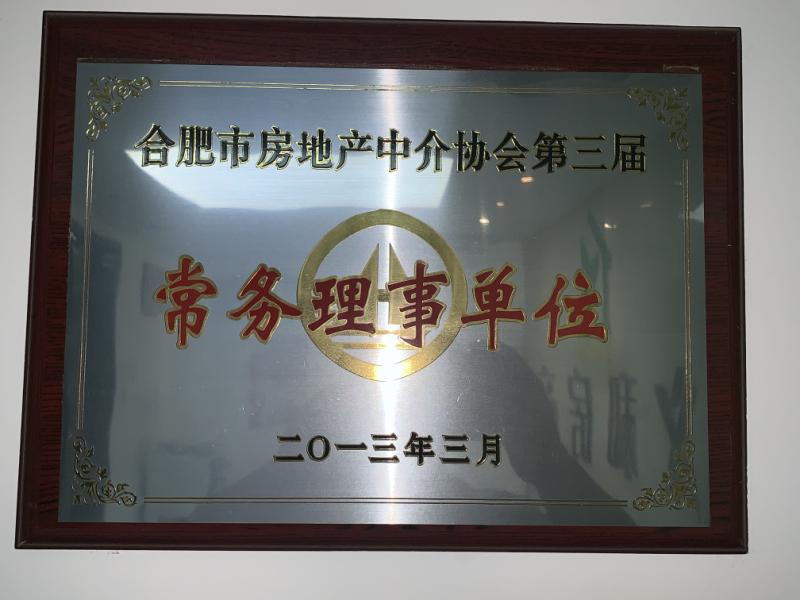 合肥市房地产中介协会第三届
常务理事单位
二〇一三年三月